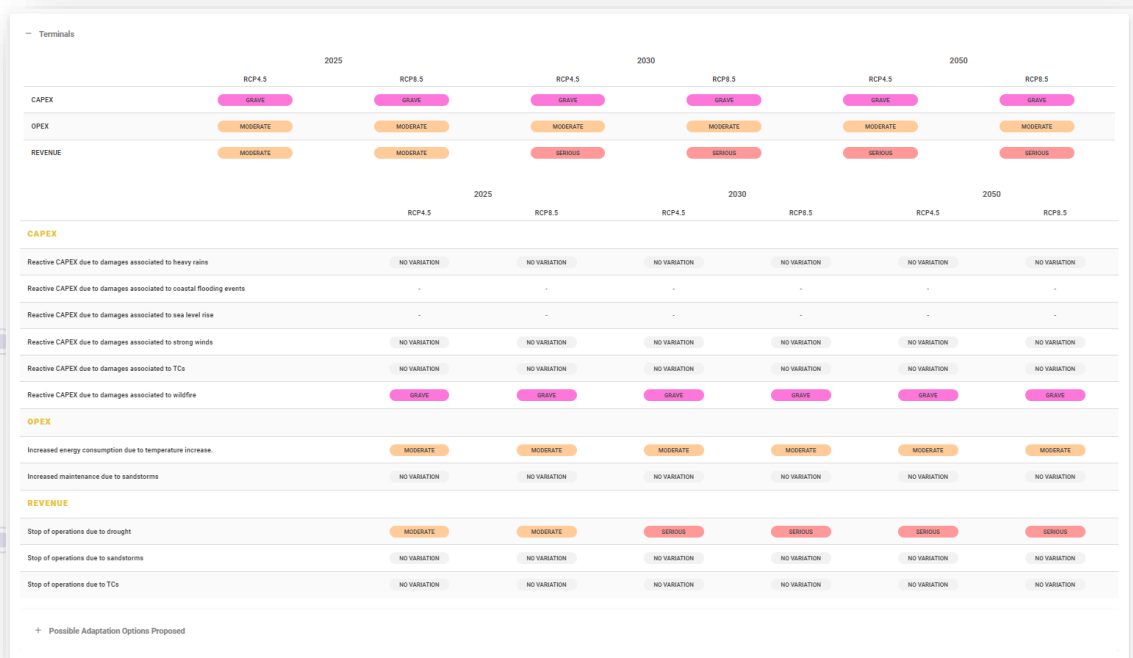 − Terminals
2025 2030 2050
RCP4.5 RCP8.5 RCP4.5 RCP8.5 RCP4.5 RCP8.5
CAPEX GRAVE GRAVE GRAVE GRAVE GRAVE GRAVE
OPEX MODERATE MODERATE MODERATE MODERATE MODERATE MODERATE
REVENUE MODERATE MODERATE SERIOUS SERIOUS SERIOUS SERIOUS
2025 2030 2050
RCP4.5 RCP8.5 RCP4.5 RCP8.5 RCP4.5 RCP8.5
CAPEX
Reactive CAPEX due to damages associated to heavy rains NO VARIATION NO VARIATION NO VARIATION NO VARIATION NO VARIATION NO VARIATION
Reactive CAPEX due to damages associated to coastal flooding events - - - - - -
Reactive CAPEX due to damages associated to sea level rise - - - - - -
Reactive CAPEX due to damages associated to strong winds NO VARIATION NO VARIATION NO VARIATION NO VARIATION NO VARIATION NO VARIATION
Reactive CAPEX due to damages associated to TCs NO VARIATION NO VARIATION NO VARIATION NO VARIATION NO VARIATION NO VARIATION
Reactive CAPEX due to damages associated to wildfire GRAVE GRAVE GRAVE GRAVE GRAVE GRAVE
OPEX
Increased energy consumption due to temperature increase. MODERATE MODERATE MODERATE MODERATE MODERATE MODERATE
Increased maintenance due to sandstorms NO VARIATION NO VARIATION NO VARIATION NO VARIATION NO VARIATION NO VARIATION
REVENUE
Stop of operations due to drought MODERATE MODERATE SERIOUS SERIOUS SERIOUS SERIOUS
Stop of operations due to sandstorms NO VARIATION NO VARIATION NO VARIATION NO VARIATION NO VARIATION NO VARIATION
Stop of operations due to TCs NO VARIATION NO VARIATION NO VARIATION NO VARIATION NO VARIATION NO VARIATION
+ Possible Adaptation Options Proposed